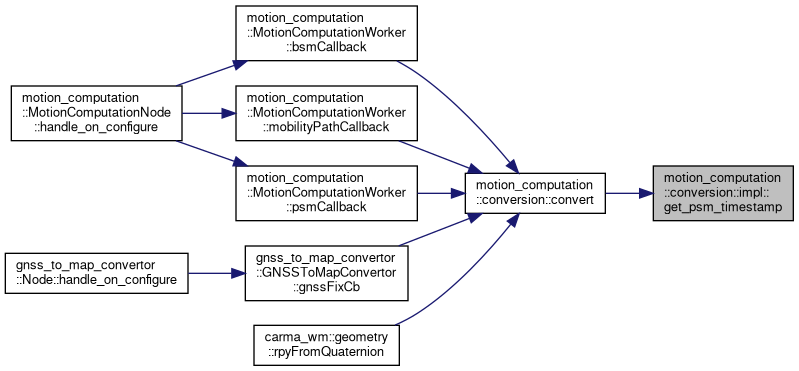 motion_computation
::MotionComputationWorker
::bsmCallback
motion_computation
::MotionComputationNode
::handle_on_configure
motion_computation
::MotionComputationWorker
::mobilityPathCallback
motion_computation
::MotionComputationWorker
::psmCallback
motion_computation
::conversion::convert
motion_computation
::conversion::impl::
get_psm_timestamp
gnss_to_map_convertor
::Node::handle_on_configure
gnss_to_map_convertor
::GNSSToMapConvertor
::gnssFixCb
carma_wm::geometry
::rpyFromQuaternion